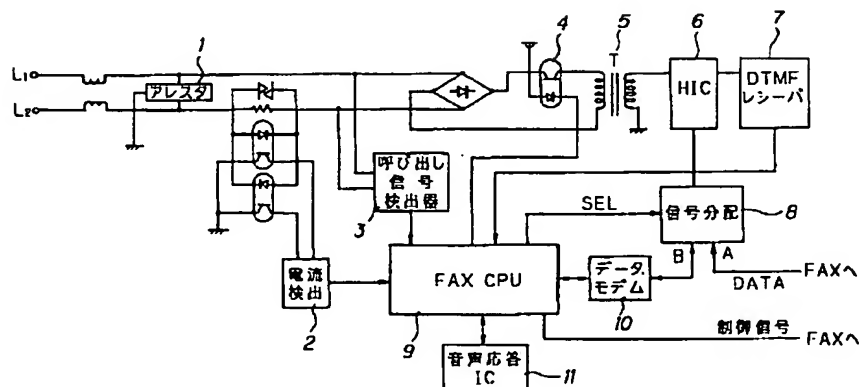 4
5
6
7
1
T
L₁
アレスタ
L₂
HIC
DTMF
レシーバ
呼び出し
信号
検出器
3
SEL
信号分配
8
B
A
電流
検出
2
FAX CPU
9
データ
モデム
10
FAXへ
DATA
制御信号
FAXへ
音声応答
IC
11